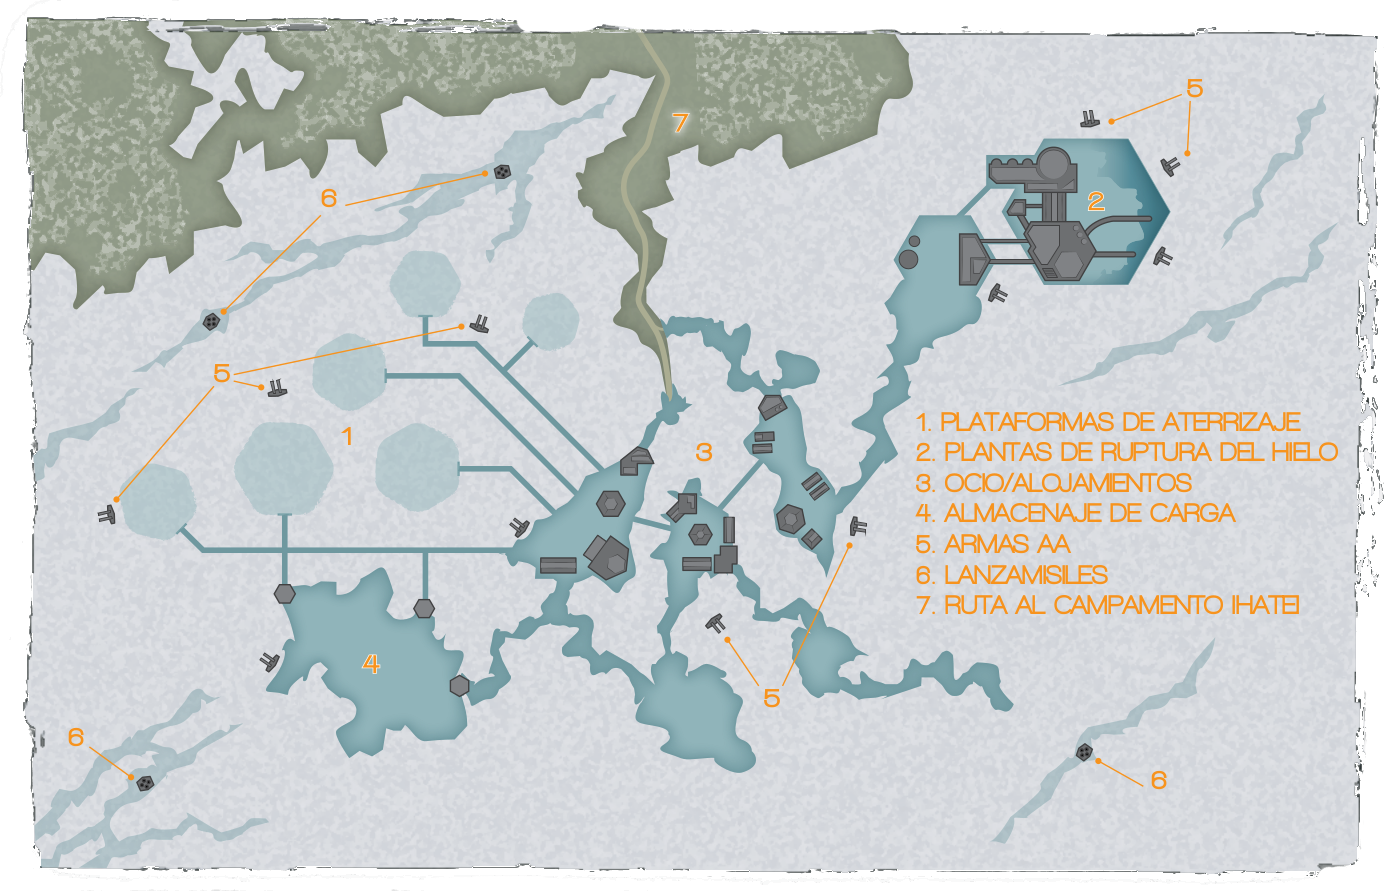 5
7
6
2
5
1
3
1. PLATAFORMAS DE ATERRIZAJE
2. PLANTAS DE RUPTURA DEL HIELO
3. OCIO/ALOJAMIENTOS
4. ALMACENAJE DE CARGA
5. ARMAS AA
6. LANZAMISILES
7. RUTA AL CAMPAMENTO IHATEI
4
5
6
6